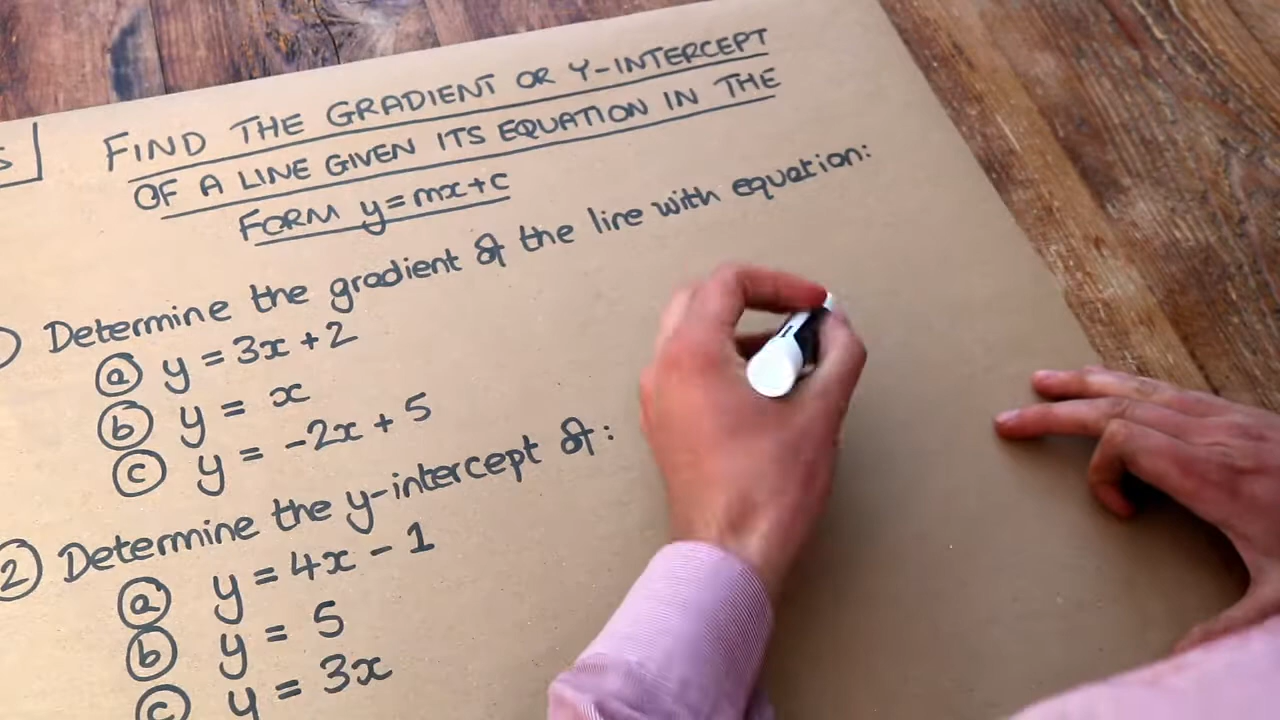 FIND THE GRADIENT OR Y-INTERCEPT
OF A LINE GIVEN ITS EQUATION IN THE
FORM y=mx+c
Determine the gradient of the line with equation:
(a) y = 3x + 2
(b) y = x
(c) y = -2x + 5
(2) Determine the y-intercept of:
(a) y = 4x - 1
(b) y = 5
(c) y = 3x